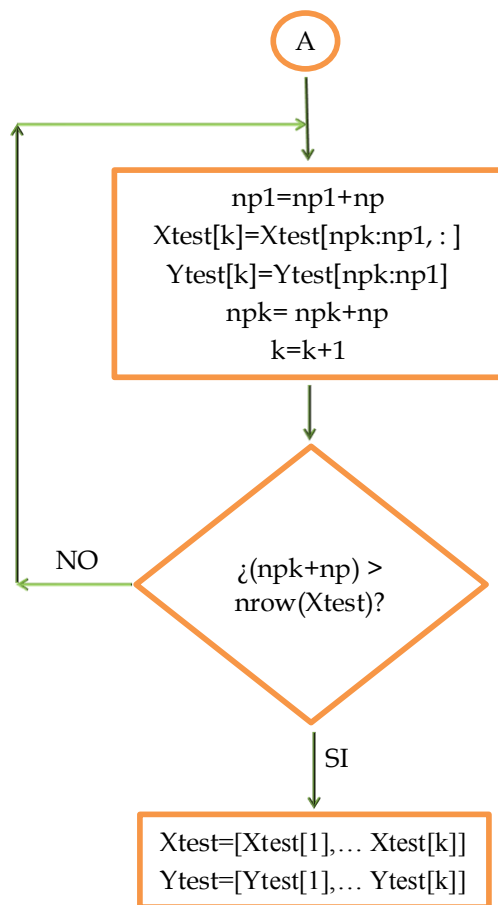 A
np1=np1+np
Xtest[k]=Xtest[npk:np1, : ]
Ytest[k]=Ytest[npk:np1]
npk= npk+np
k=k+1
¿(npk+np) >
nrow(Xtest)?
NO
SI
Xtest=[Xtest[1],… Xtest[k]]
Ytest=[Ytest[1],… Ytest[k]]